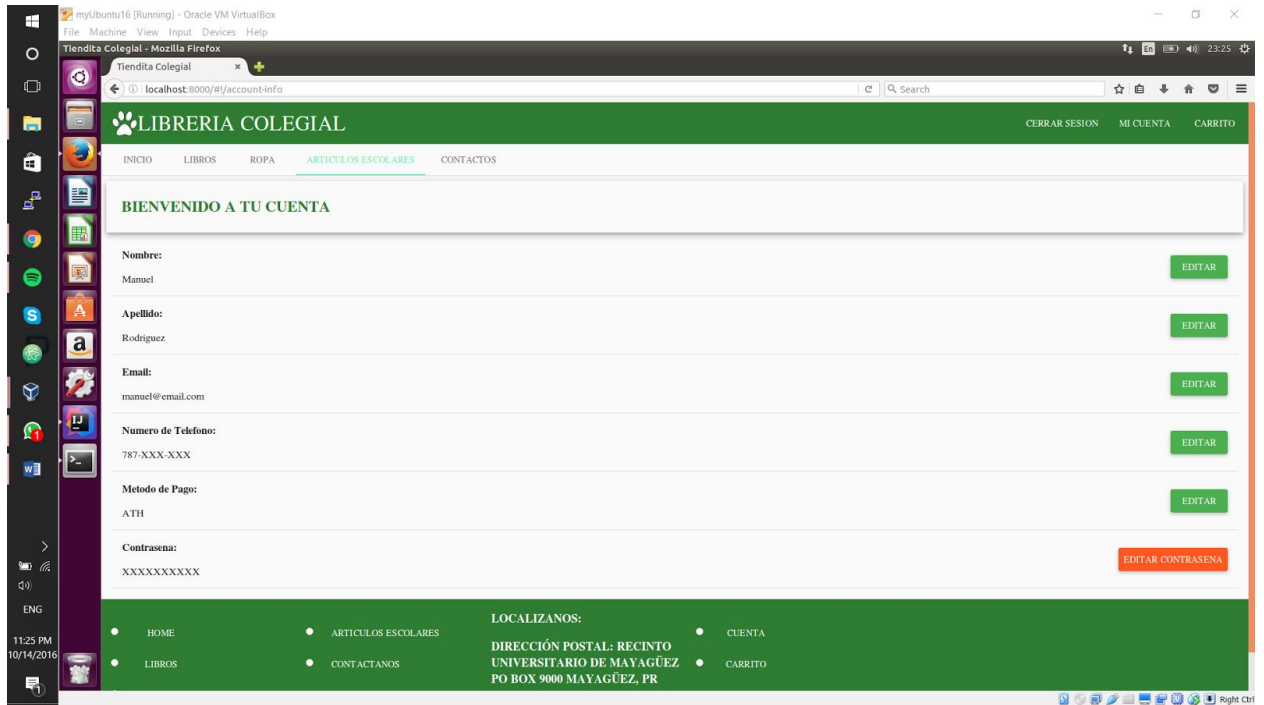 myUbuntu16 [Running] - Oracle VM VirtualBox
File Machine View Input Devices Help
Tiendita Colegial - Mozilla Firefox
En
23:25
Tiendita Colegial
localhost:8000/#!/account-info
Search
LIBRERIA COLEGIAL
CERRAR SESION MI CUENTA CARRITO
INICIO LIBROS ROPA ARTICULOS ESCOLARES CONTACTOS
BIENVENIDO A TU CUENTA
Nombre:
Manuel
EDITAR
Apellido:
Rodriguez
EDITAR
Email:
manuel@email.com
EDITAR
Numero de Telefono:
787-XXX-XXX
EDITAR
Metodo de Pago:
ATH
EDITAR
Contrasena:
XXXXXXXXXX
EDITAR CONTRASENA
HOME
LIBROS
ARTICULOS ESCOLARES
CONTACTANOS
LOCALIZANOS:
DIRECCIÓN POSTAL: RECINTO
UNIVERSITARIO DE MAYAGÜEZ
PO BOX 9000 MAYAGÜEZ, PR
CUENTA
CARRITO
ENG
11:25 PM
10/14/2016
Right Ctrl